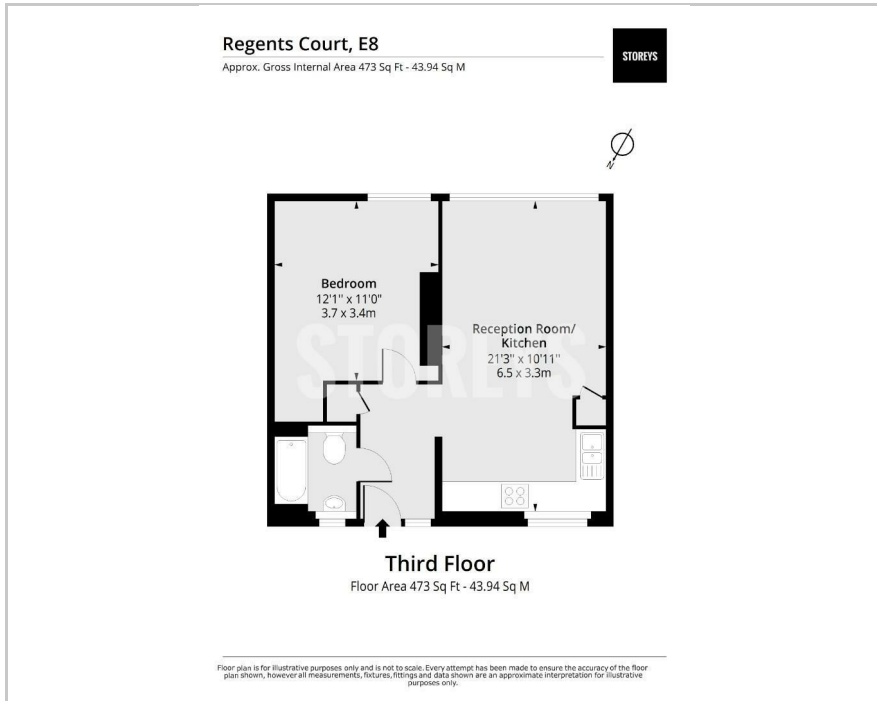 Regents Court, E8
Approx. Gross Internal Area 473 Sq Ft - 43.94 Sq M
STOREYS
N
Bedroom
12'1" x 11'0"
3.7 x 3.4m
Reception Room/
Kitchen
21'3" x 10'11"
6.5 x 3.3m
STOREYS
Third Floor
Floor Area 473 Sq Ft - 43.94 Sq M
Floor plan is for illustrative purposes only and is not to scale. Every attempt has been made to ensure the accuracy of the floor
plan shown, however all measurements, fixtures, fittings and data shown are an approximate interpretation for illustrative
purposes only.